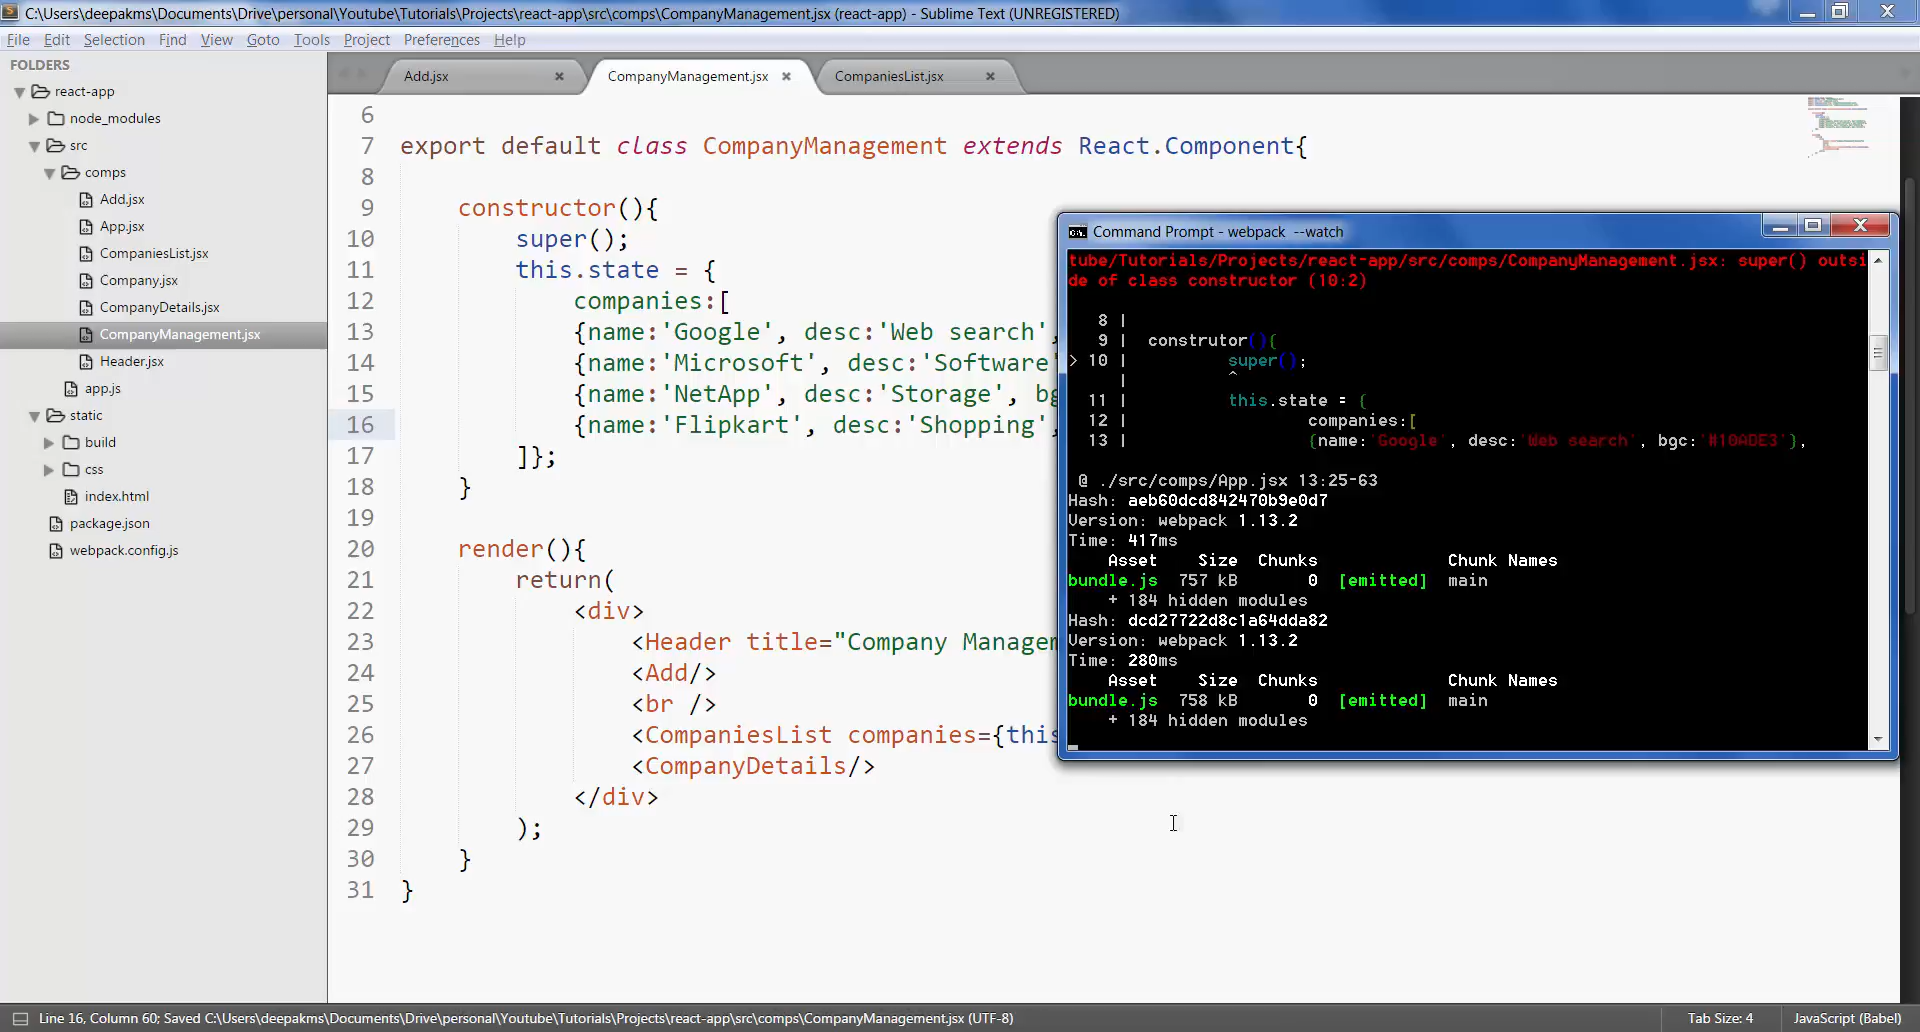 C:\Users\deepakms\Documents\Drive\personal\Youtube\Tutorials\Projects\react-app\src\comps\CompanyManagement.jsx (react-app) - Sublime Text (UNREGISTERED)
File Edit Selection Find View Goto Tools Project Preferences Help
FOLDERS
react-app
node_modules
src
comps
Add.jsx
App.jsx
CompaniesList.jsx
Company.jsx
CompanyDetails.jsx
CompanyManagement.jsx
Header.jsx
app.js
static
build
css
index.html
package.json
webpack.config.js
Add.jsx CompanyManagement.jsx CompaniesList.jsx
6
7 export default class CompanyManagement extends React.Component{
8
9 constructor(){
10 super();
11 this.state = {
12 companies:[
13 {name:'Google', desc:'Web search',
14 {name:'Microsoft', desc:'Software'
15 {name:'NetApp', desc:'Storage', bg
16 {name:'Flipkart', desc:'Shopping',
17 ]};
18 }
19
20 render(){
21 return(
22 <div>
23 <Header title="Company Managem
24 <Add/>
25 <br />
26 <CompaniesList companies={this
27 <CompanyDetails/>
28 </div>
29 );
30 }
31 }
Command Prompt - webpack --watch
tube/Tutorials/Projects/react-app/src/comps/CompanyManagement.jsx: super() outsi
de of class constructor (10:2)
8 |
9 | construtor(){
> 10 | super();
| ^
11 | this.state = {
12 | companies:[
13 | {name:'Google', desc:'Web search', bgc:'#10ADE3'},
@ ./src/comps/App.jsx 13:25-63
Hash: aeb60dcd842470b9e0d7
Version: webpack 1.13.2
Time: 417ms
Asset Size Chunks Chunk Names
bundle.js 757 kB 0 [emitted] main
+ 184 hidden modules
Hash: dcd27722d8c1a64dda82
Version: webpack 1.13.2
Time: 280ms
Asset Size Chunks Chunk Names
bundle.js 758 kB 0 [emitted] main
+ 184 hidden modules
Line 16, Column 60; Saved C:\Users\deepakms\Documents\Drive\personal\Youtube\Tutorials\Projects\react-app\src\comps\CompanyManagement.jsx (UTF-8) Tab Size: 4 JavaScript (Babel)